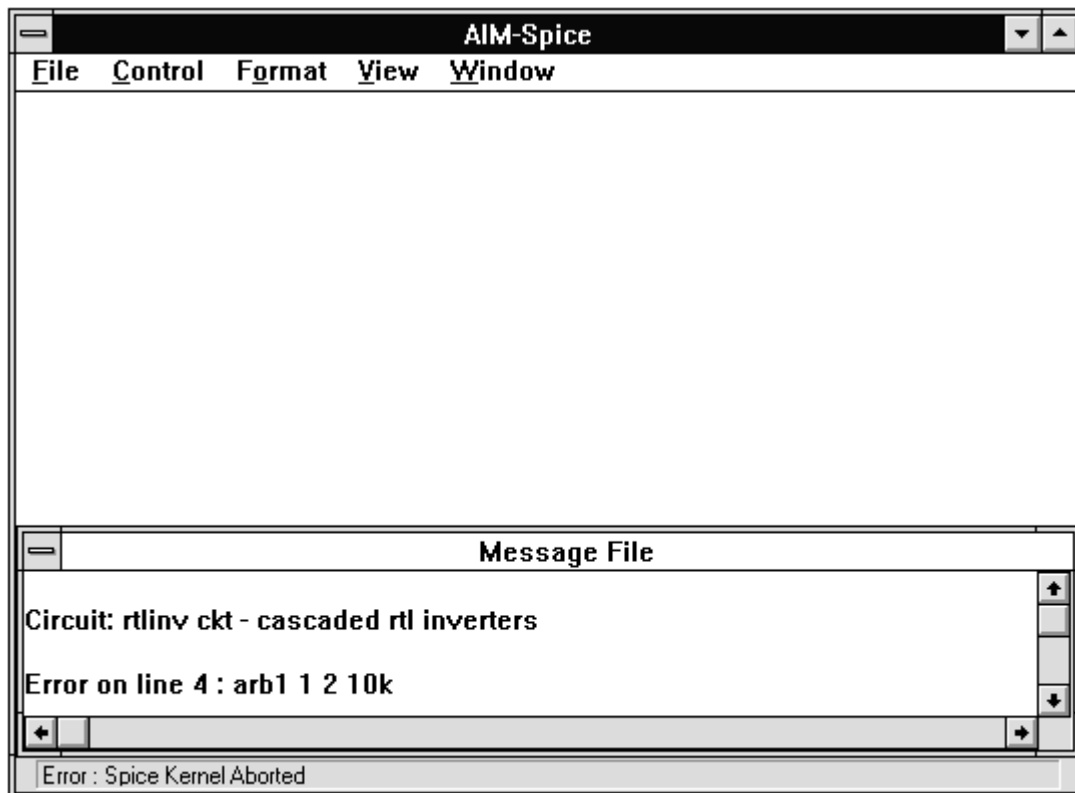 AIM-Spice
File Control Format View Window
Message File
Circuit: rtlinv ckt - cascaded rtl inverters
Error on line 4 : arb1 1 2 10k
Error : Spice Kernel Aborted